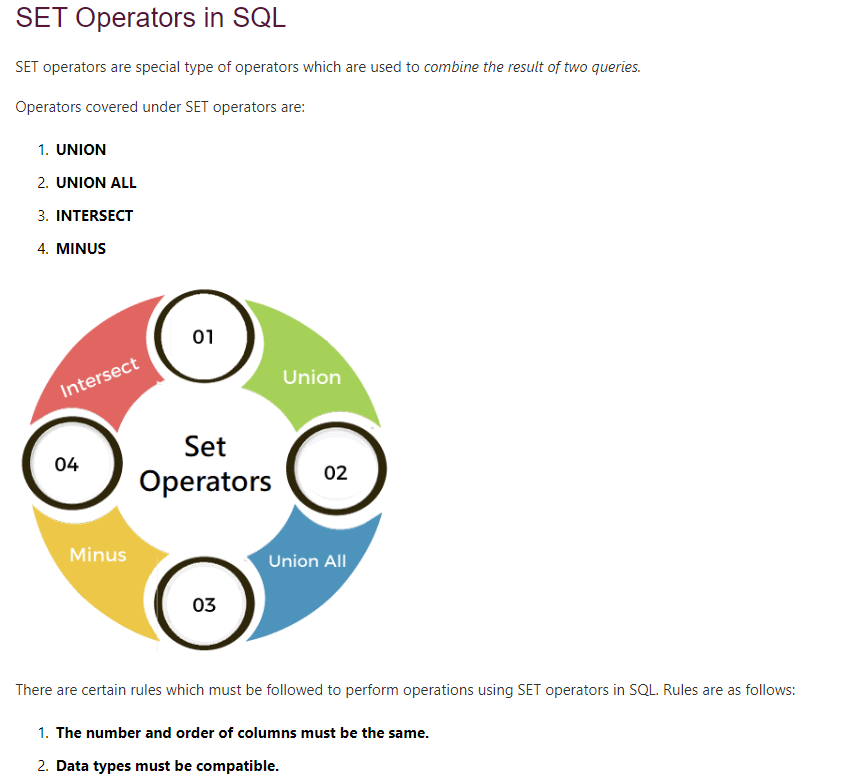 SET Operators in SQL
SET operators are special type of operators which are used to combine the result of two queries.
Operators covered under SET operators are:
1. UNION
2. UNION ALL
3. INTERSECT
4. MINUS
01
Intersect
Union
Set
Operators
04
02
Minus
Union All
03
There are certain rules which must be followed to perform operations using SET operators in SQL. Rules are as follows:
1. The number and order of columns must be the same.
2. Data types must be compatible.